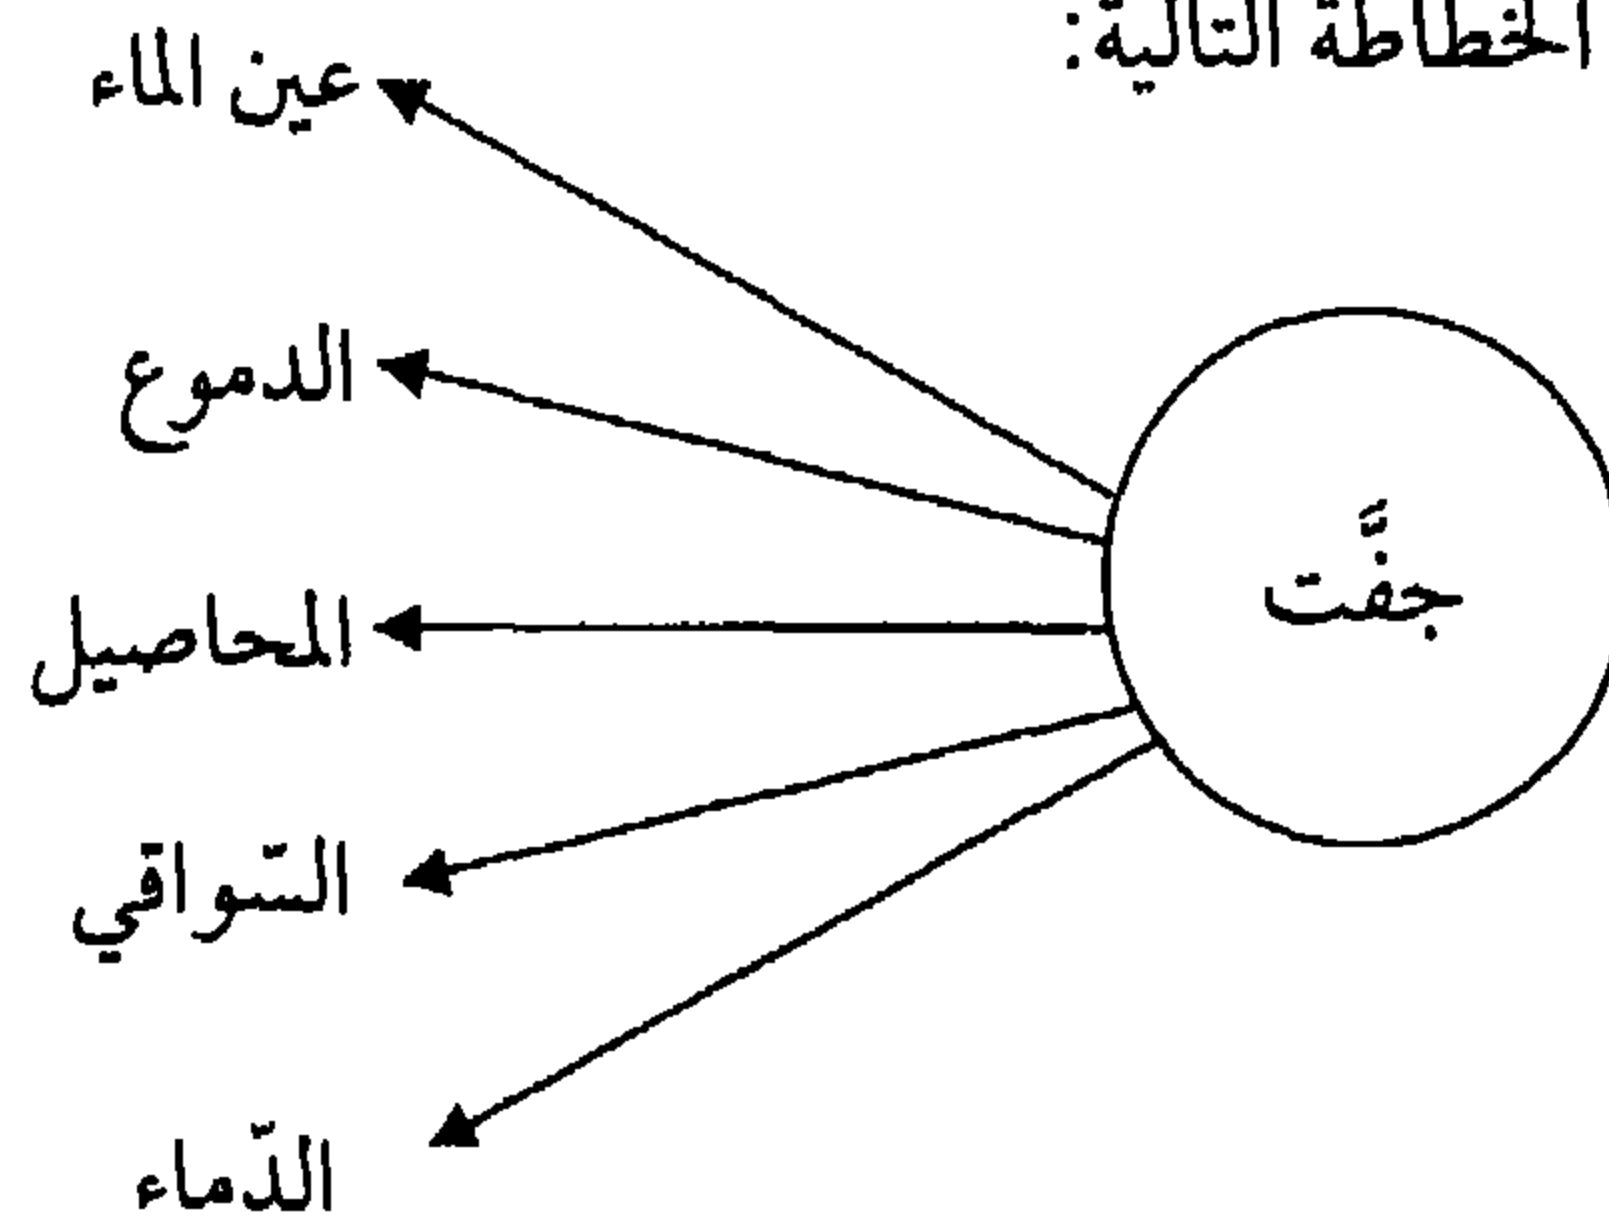 الخطاطة التالية:
عين الماء
الدموع
المحاصيل
السّواقي
الدّماء
جفَّت